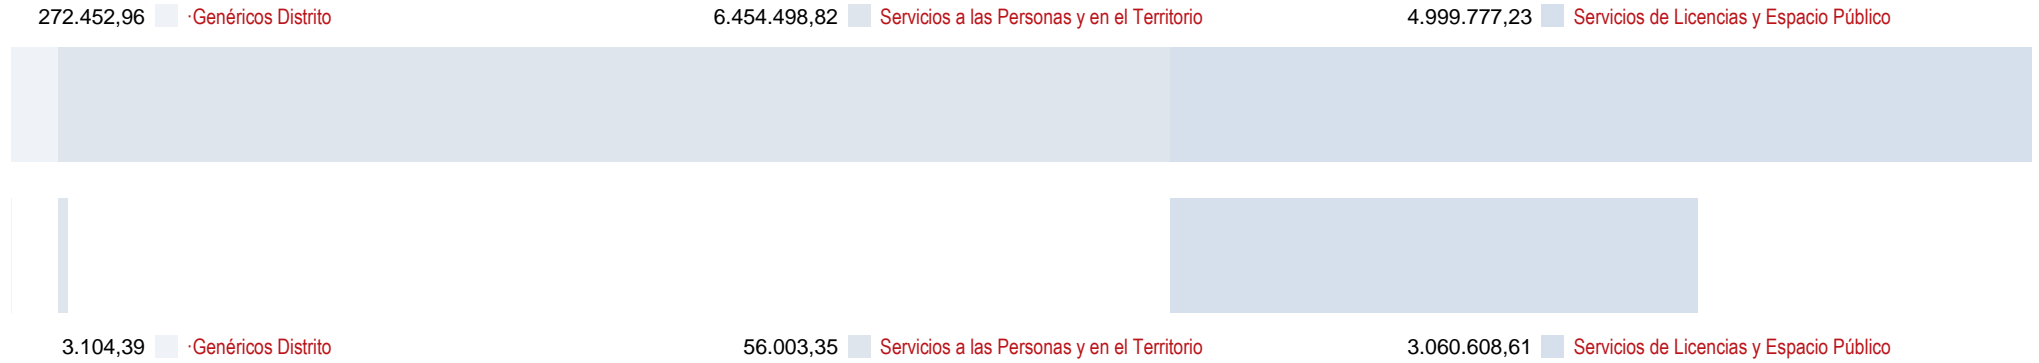 272.452,96 ·Genéricos Distrito 6.454.498,82 Servicios a las Personas y en el Territorio 4.999.777,23 Servicios de Licencias y Espacio Público
3.104,39 ·Genéricos Distrito 56.003,35 Servicios a las Personas y en el Territorio 3.060.608,61 Servicios de Licencias y Espacio Público